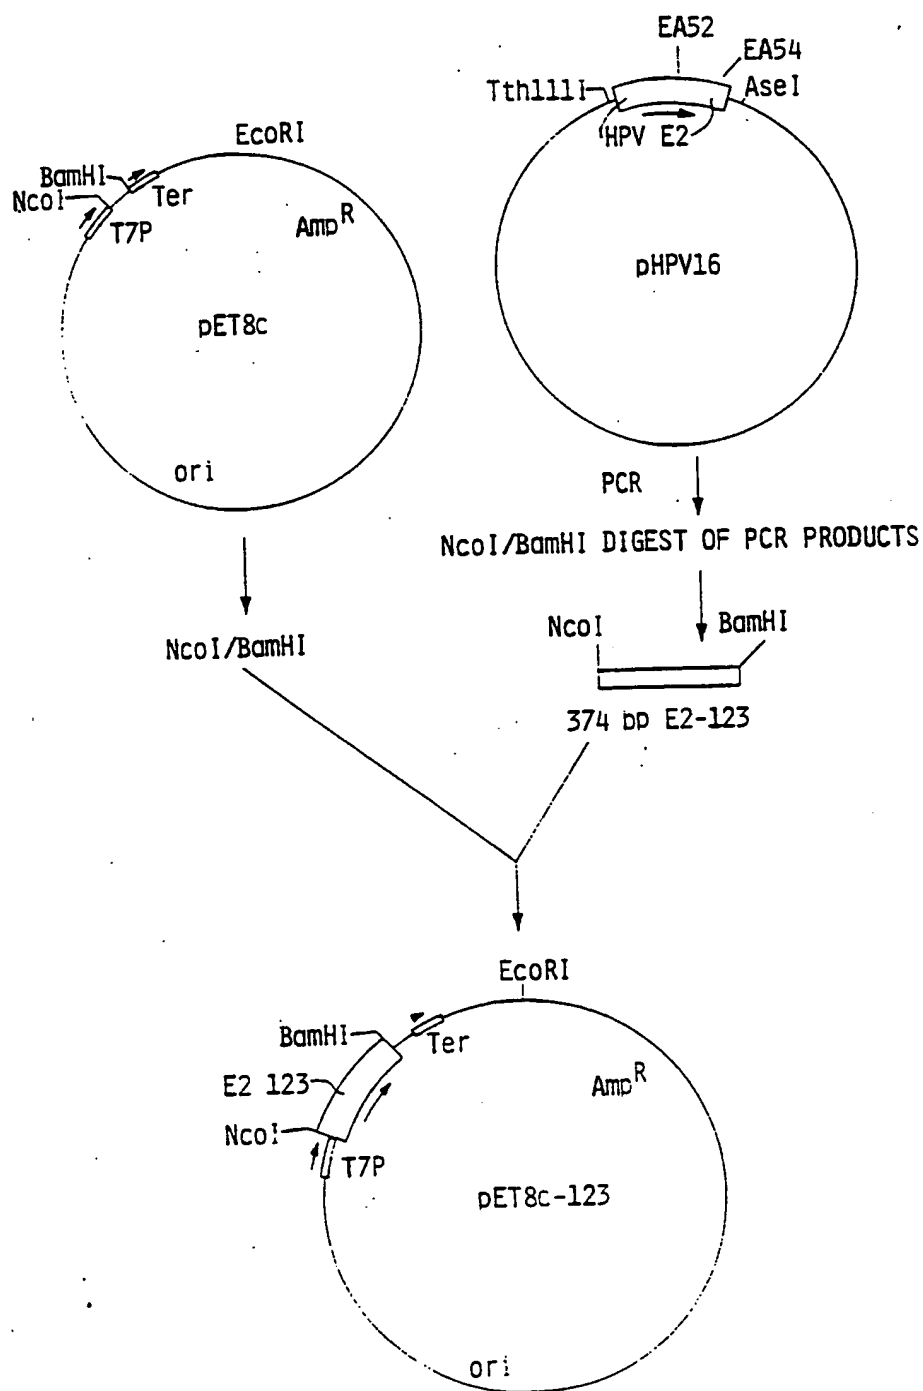 EA52
EA54
Tth111I
AseI
HPV E2
pHPV16
EcoRI
BamHI
NcoI
Ter
T7P
Amp^R
pET8c
ori
PCR
NcoI/BamHI DIGEST OF PCR PRODUCTS
NcoI/BamHI
NcoI
BamHI
374 bp E2-123
EcoRI
BamHI
Ter
E2 123
Amp^R
NcoI
T7P
pET8c-123
ori